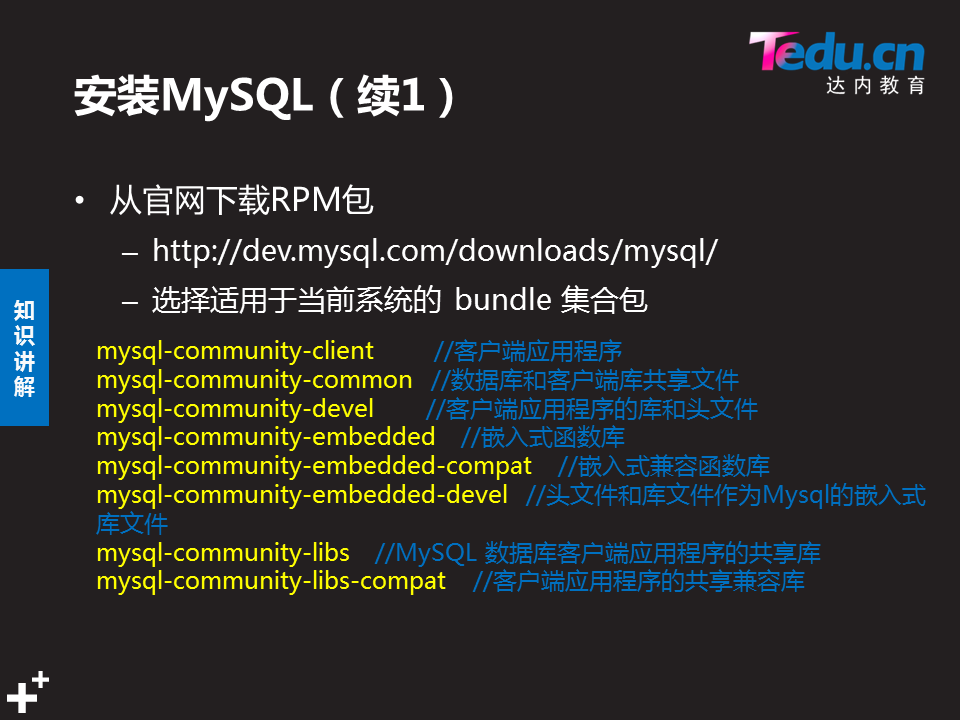 Tedu.cn
达内教育
安装MySQL（续1）
• 从官网下载RPM包
– http://dev.mysql.com/downloads/mysql/
– 选择适用于当前系统的 bundle 集合包
知识讲解
mysql-community-client //客户端应用程序
mysql-community-common //数据库和客户端库共享文件
mysql-community-devel //客户端应用程序的库和头文件
mysql-community-embedded //嵌入式函数库
mysql-community-embedded-compat //嵌入式兼容函数库
mysql-community-embedded-devel //头文件和库文件作为Mysql的嵌入式
库文件
mysql-community-libs //MySQL 数据库客户端应用程序的共享库
mysql-community-libs-compat //客户端应用程序的共享兼容库